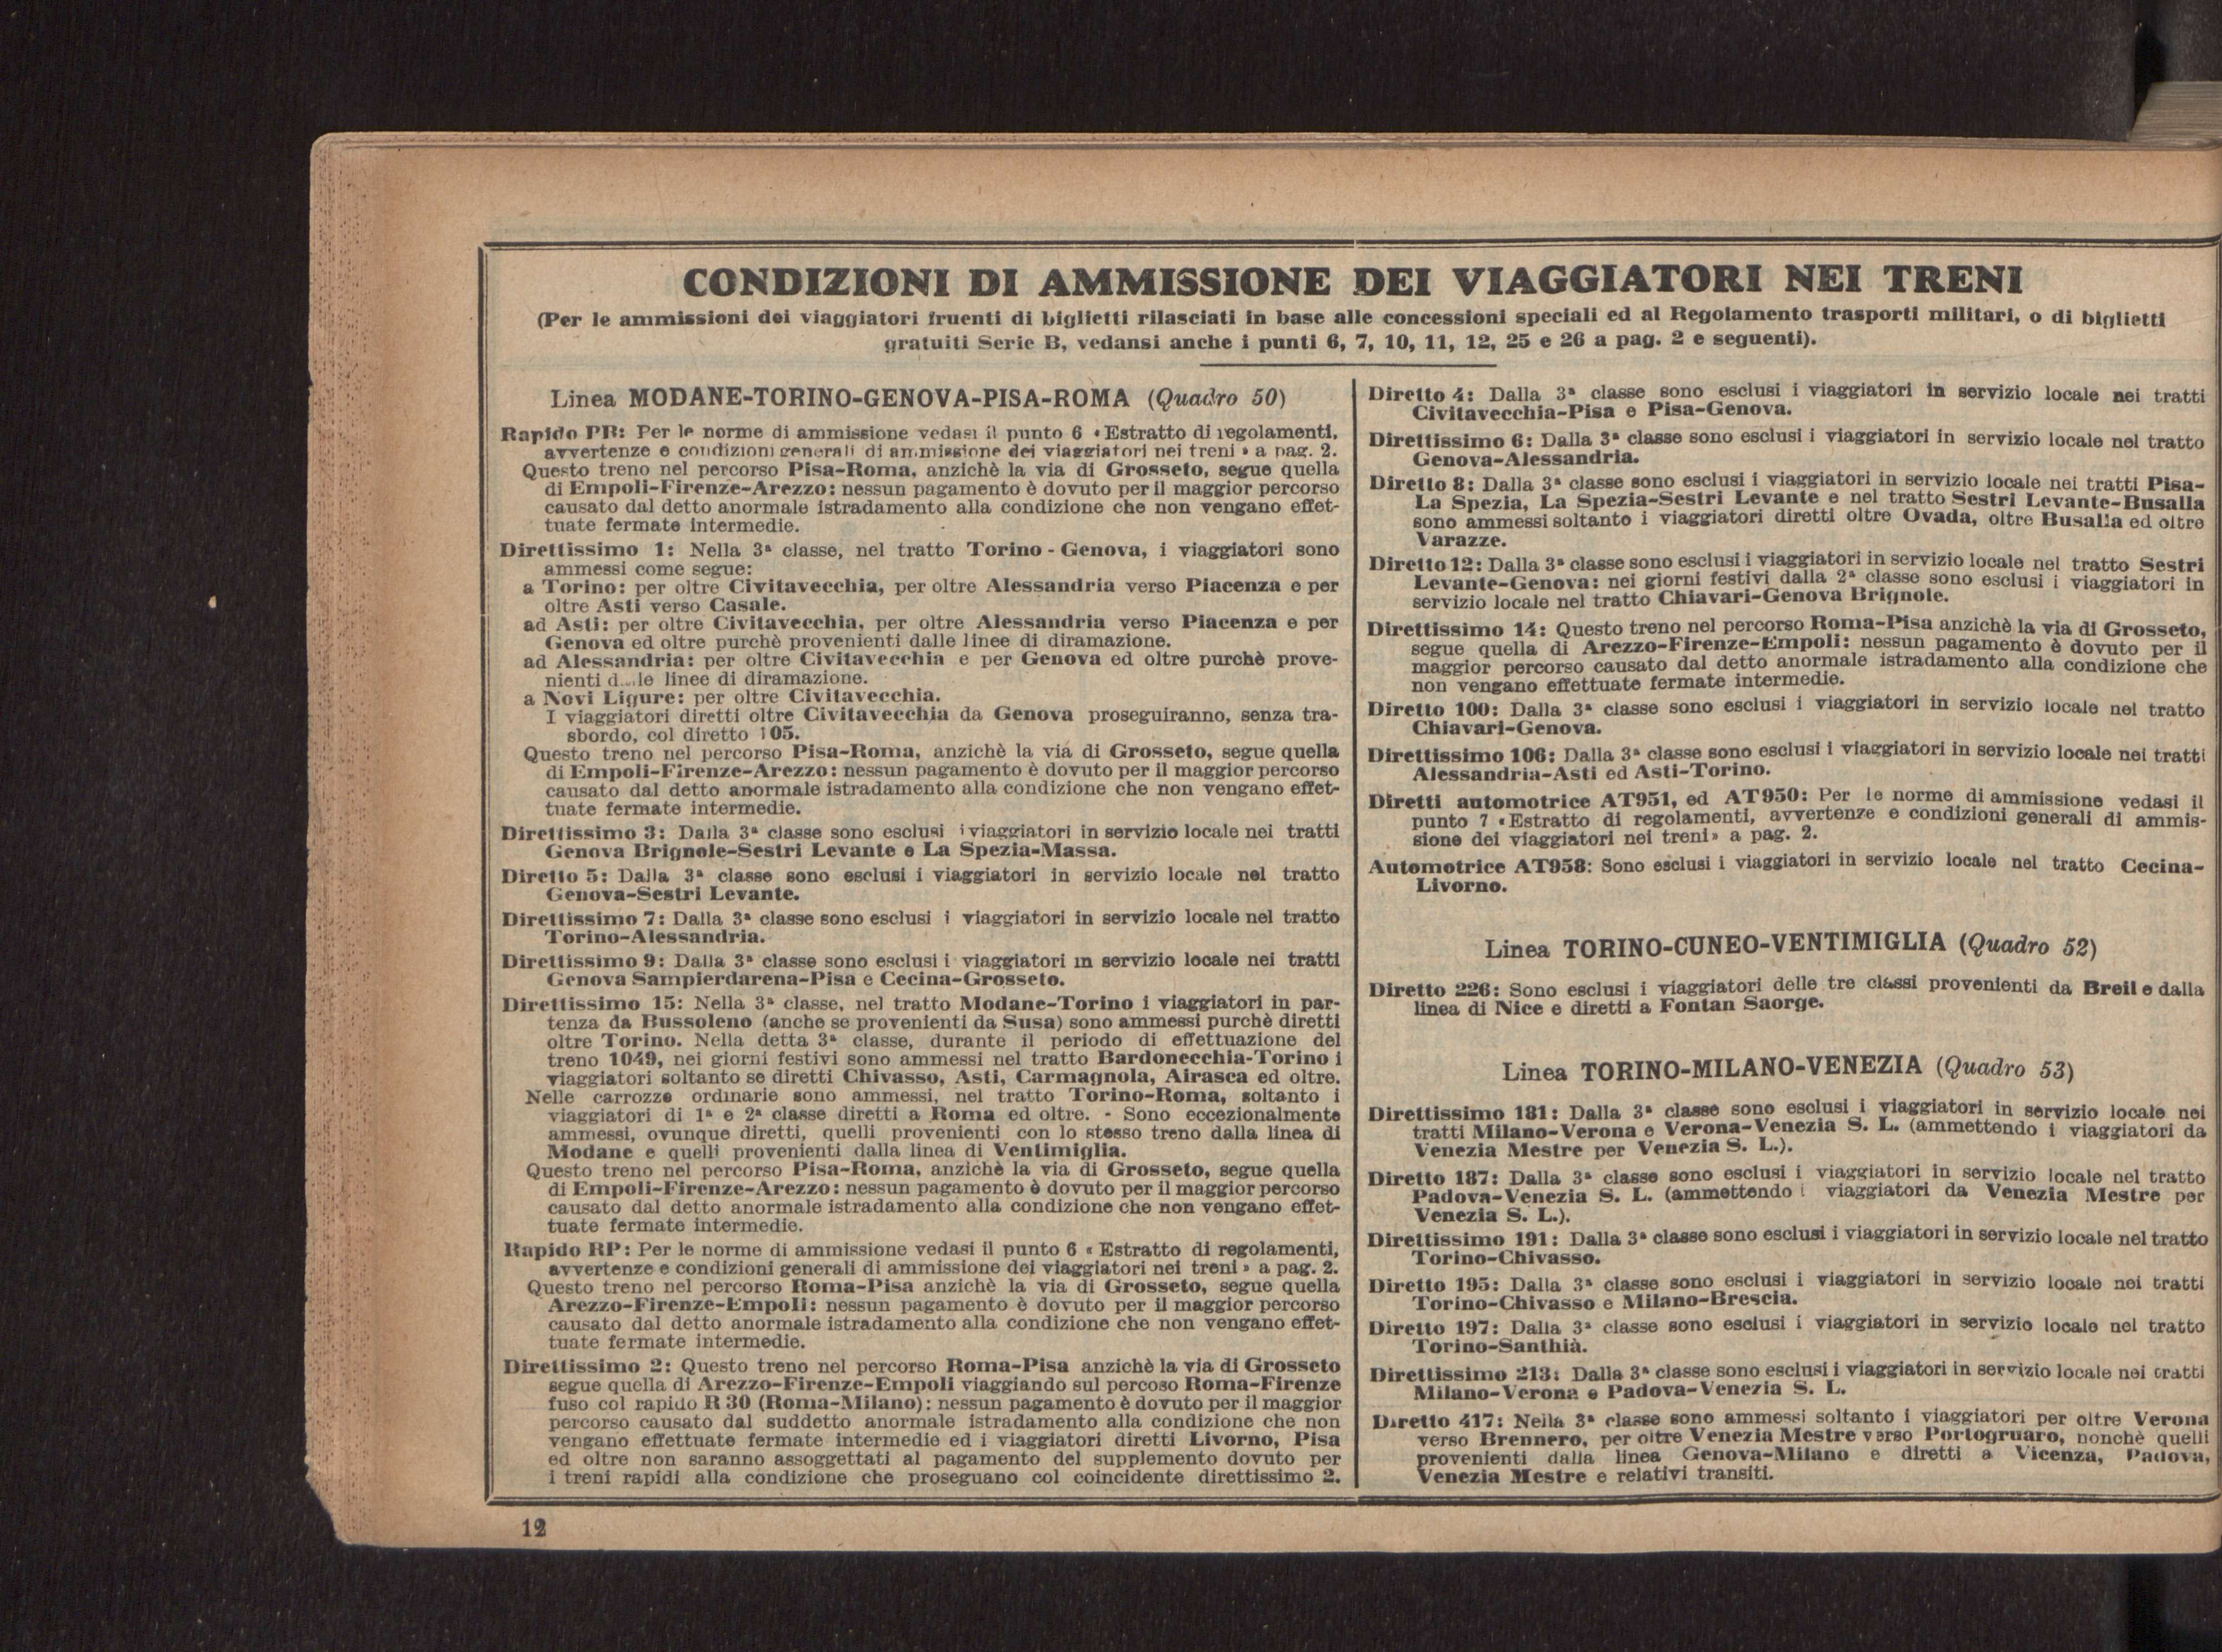 CONDIZIONI DI AMMISSIONE DEI VIAGGIATORI NEI TRENI
(Per le ammissioni dei viaggiatori fruenti di biglietti rilasciati in base alle concessioni speciali ed al Regolamento trasporti militari, o di biglietti
gratuiti Serie B, vedansi anche i punti 6, 7, 10, 11, 12, 25 e 26 a pag. 2 e seguenti).
Linea MODANE-TORINO-GENOVA-PISA-ROMA (Quadro 50)
Rapido PR: Per le norme di ammissione vedasi il punto 6 «Estratto di regolamenti,
avvertenze e condizioni generali di ammissione dei viaggiatori nei treni» a pag. 2.
Questo treno nel percorso Pisa-Roma, anzichè la via di Grosseto, segue quella
di Empoli-Firenze-Arezzo: nessun pagamento è dovuto per il maggior percorso
causato dal detto anormale istradamento alla condizione che non vengano effet-
tuate fermate intermedie.
Direttissimo 1: Nella 3ª classe, nel tratto Torino - Genova, i viaggiatori sono
ammessi come segue:
a Torino: per oltre Civitavecchia, per oltre Alessandria verso Piacenza e per
oltre Asti verso Casale.
ad Asti: per oltre Civitavecchia, per oltre Alessandria verso Piacenza e per
Genova ed oltre purchè provenienti dalle linee di diramazione.
ad Alessandria: per oltre Civitavecchia e per Genova ed oltre purchè prove-
nienti d le linee di diramazione.
a Novi Ligure: per oltre Civitavecchia.
I viaggiatori diretti oltre Civitavecchia da Genova proseguiranno, senza tra-
sbordo, col diretto 105.
Questo treno nel percorso Pisa-Roma, anzichè la via di Grosseto, segue quella
di Empoli-Firenze-Arezzo: nessun pagamento è dovuto per il maggior percorso
causato dal detto anormale istradamento alla condizione che non vengano effet-
tuate fermate intermedie.
Direttissimo 3: Dalla 3ª classe sono esclusi i viaggiatori in servizio locale nei tratti
Genova Brignole-Sestri Levante e La Spezia-Massa.
Diretto 5: Dalla 3ª classe sono esclusi i viaggiatori in servizio locale nel tratto
Genova-Sestri Levante.
Direttissimo 7: Dalla 3ª classe sono esclusi i viaggiatori in servizio locale nel tratto
Torino-Alessandria.
Direttissimo 9: Dalla 3ª classe sono esclusi i viaggiatori in servizio locale nei tratti
Genova Sampierdarena-Pisa e Cecina-Grosseto.
Direttissimo 15: Nella 3ª classe, nel tratto Modane-Torino i viaggiatori in par-
tenza da Bussoleno (anche se provenienti da Susa) sono ammessi purchè diretti
oltre Torino. Nella detta 3ª classe, durante il periodo di effettuazione del
treno 1049, nei giorni festivi sono ammessi nel tratto Bardonecchia-Torino i
viaggiatori soltanto se diretti Chivasso, Asti, Carmagnola, Airasca ed oltre.
Nelle carrozze ordinarie sono ammessi, nel tratto Torino-Roma, soltanto i
viaggiatori di 1ª e 2ª classe diretti a Roma ed oltre. - Sono eccezionalmente
ammessi, ovunque diretti, quelli provenienti con lo stesso treno dalla linea di
Modane e quelli provenienti dalla linea di Ventimiglia.
Questo treno nel percorso Pisa-Roma, anzichè la via di Grosseto, segue quella
di Empoli-Firenze-Arezzo: nessun pagamento è dovuto per il maggior percorso
causato dal detto anormale istradamento alla condizione che non vengano effet-
tuate fermate intermedie.
Rapido RP: Per le norme di ammissione vedasi il punto 6 « Estratto di regolamenti,
avvertenze e condizioni generali di ammissione dei viaggiatori nei treni » a pag. 2.
Questo treno nel percorso Roma-Pisa anzichè la via di Grosseto, segue quella
Arezzo-Firenze-Empoli: nessun pagamento è dovuto per il maggior percorso
causato dal detto anormale istradamento alla condizione che non vengano effet-
tuate fermate intermedie.
Direttissimo 2: Questo treno nel percorso Roma-Pisa anzichè la via di Grosseto
segue quella di Arezzo-Firenze-Empoli viaggiando sul percoso Roma-Firenze
fuso col rapido R 30 (Roma-Milano): nessun pagamento è dovuto per il maggior
percorso causato dal suddetto anormale istradamento alla condizione che non
vengano effettuate fermate intermedie ed i viaggiatori diretti Livorno, Pisa
ed oltre non saranno assoggettati al pagamento del supplemento dovuto per
i treni rapidi alla condizione che proseguano col coincidente direttissimo 2.
Diretto 4: Dalla 3ª classe sono esclusi i viaggiatori in servizio locale nei tratti
Civitavecchia-Pisa e Pisa-Genova.
Direttissimo 6: Dalla 3ª classe sono esclusi i viaggiatori in servizio locale nel tratto
Genova-Alessandria.
Diretto 8: Dalla 3ª classe sono esclusi i viaggiatori in servizio locale nei tratti Pisa-
La Spezia, La Spezia-Sestri Levante e nel tratto Sestri Levante-Busalla
sono ammessi soltanto i viaggiatori diretti oltre Ovada, oltre Busalla ed oltre
Varazze.
Diretto 12: Dalla 3ª classe sono esclusi i viaggiatori in servizio locale nel tratto Sestri
Levante-Genova: nei giorni festivi dalla 2ª classe sono esclusi i viaggiatori in
servizio locale nel tratto Chiavari-Genova Brignole.
Direttissimo 14: Questo treno nel percorso Roma-Pisa anzichè la via di Grosseto,
segue quella di Arezzo-Firenze-Empoli: nessun pagamento è dovuto per il
maggior percorso causato dal detto anormale istradamento alla condizione che
non vengano effettuate fermate intermedie.
Diretto 100: Dalla 3ª classe sono esclusi i viaggiatori in servizio locale nel tratto
Chiavari-Genova.
Direttissimo 106: Dalla 3ª classe sono esclusi i viaggiatori in servizio locale nei tratti
Alessandria-Asti ed Asti-Torino.
Diretti automotrice AT951, ed AT950: Per le norme di ammissione vedasi il
punto 7 «Estratto di regolamenti, avvertenze e condizioni generali di ammis-
sione dei viaggiatori nei treni» a pag. 2.
Automotrice AT958: Sono esclusi i viaggiatori in servizio locale nel tratto Cecina-
Livorno.
Linea TORINO-CUNEO-VENTIMIGLIA (Quadro 52)
Diretto 226: Sono esclusi i viaggiatori delle tre classi provenienti da Breil e dalla
linea di Nice e diretti a Fontan Saorge.
Linea TORINO-MILANO-VENEZIA (Quadro 53)
Direttissimo 181: Dalla 3ª classe sono esclusi i viaggiatori in servizio locale nei
tratti Milano-Verona e Verona-Venezia S. L. (ammettendo i viaggiatori da
Venezia Mestre per Venezia S. L.).
Diretto 187: Dalla 3ª classe sono esclusi i viaggiatori in servizio locale nel tratto
Padova-Venezia S. L. (ammettendo i viaggiatori da Venezia Mestre per
Venezia S. L.).
Direttissimo 191: Dalla 3ª classe sono esclusi i viaggiatori in servizio locale nel tratto
Torino-Chivasso.
Diretto 195: Dalla 3ª classe sono esclusi i viaggiatori in servizio locale nei tratti
Torino-Chivasso e Milano-Brescia.
Diretto 197: Dalla 3ª classe sono esclusi i viaggiatori in servizio locale nel tratto
Torino-Santhià.
Direttissimo 213: Dalla 3ª classe sono esclusi i viaggiatori in servizio locale nei tratti
Milano-Verona e Padova-Venezia S. L.
Diretto 417: Nella 3ª classe sono ammessi soltanto i viaggiatori per oltre Verona
verso Brennero, per oltre Venezia Mestre verso Portogruaro, nonchè quelli
provenienti dalla linea Genova-Milano e diretti a Vicenza, Padova,
Venezia Mestre e relativi transiti.
12